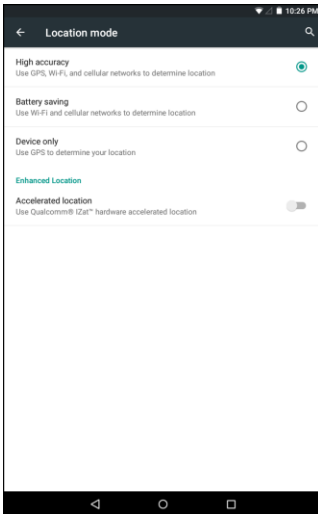 10:26 PM
Location mode
High accuracy
Use GPS, Wi-Fi, and cellular networks to determine location
Battery saving
Use Wi-Fi and cellular networks to determine location
Device only
Use GPS to determine your location
Enhanced Location
Accelerated location
Use Qualcomm® IZat™ hardware accelerated location